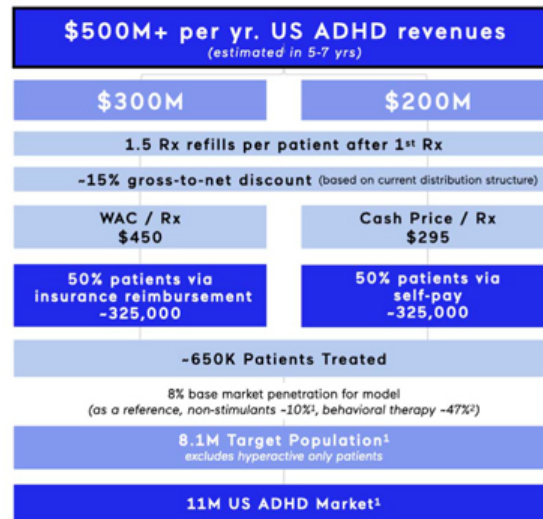 $500M+ per yr. US ADHD revenues
(estimated in 5-7 yrs)
$300M
$200M
1.5 Rx refills per patient after 1st Rx
~15% gross-to-net discount (based on current distribution structure)
WAC / Rx
$450
Cash Price / Rx
$295
50% patients via
insurance reimbursement
~325,000
50% patients via
self-pay
~325,000
~650K Patients Treated
8% base market penetration for model
(as a reference, non-stimulants ~10%¹, behavioral therapy ~47%²)
8.1M Target Population¹
excludes hyperactive only patients
11M US ADHD Market¹